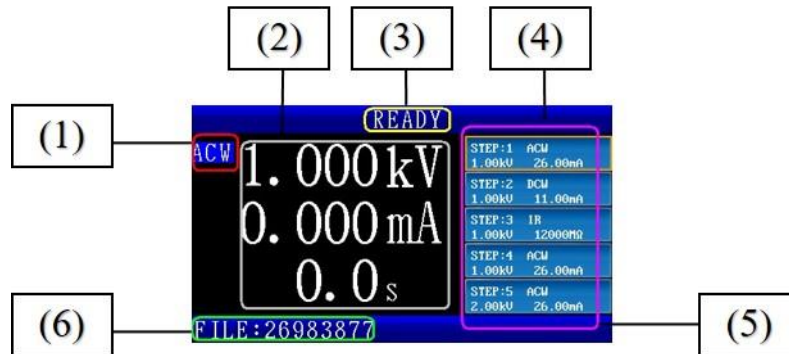 (2)
(3)
(4)
(1)
READY
ACW
1.000kV
0.000mA
0.0s
STEP:1 ACW
1.00kV 26.00mA
STEP:2 DCW
1.00kV 11.00mA
STEP:3 IR
1.00kV 12000MΩ
STEP:4 ACW
1.00kV 26.00mA
STEP:5 ACW
2.00kV 26.00mA
(6)
FILE:26983877
(5)